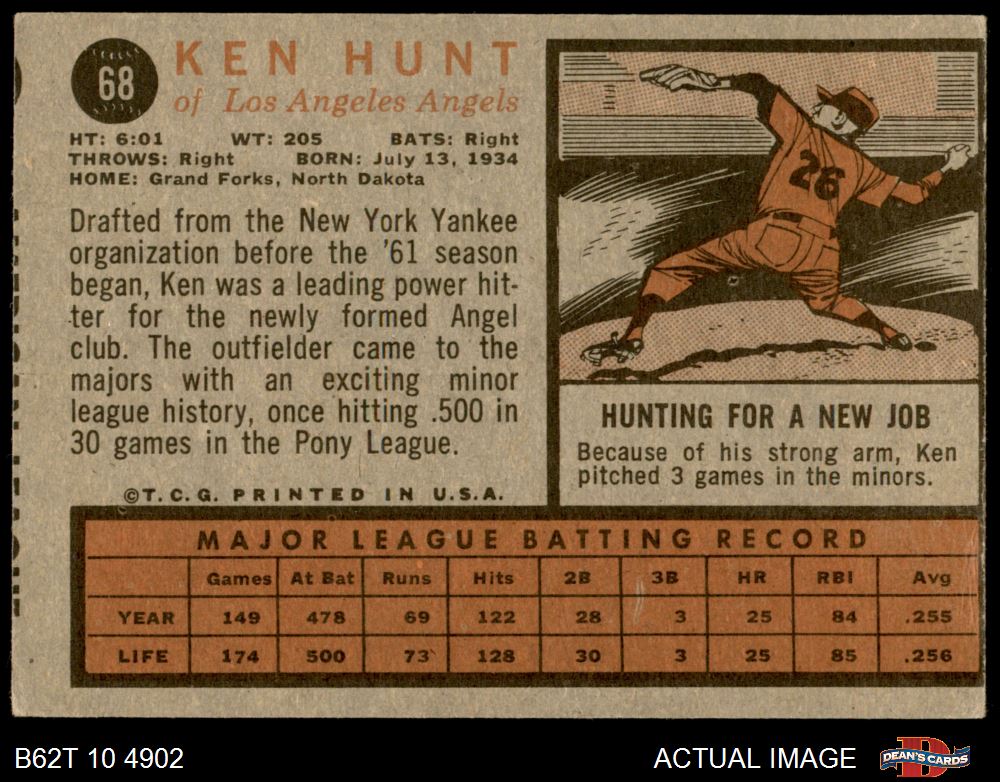 68
KEN HUNT
of Los Angeles Angels
HT: 6:01 WT: 205 BATS: Right
THROWS: Right BORN: July 13, 1934
HOME: Grand Forks, North Dakota
Drafted from the New York Yankee
organization before the '61 season
began, Ken was a leading power hit-
ter for the newly formed Angel
club. The outfielder came to the
majors with an exciting minor
league history, once hitting .500 in
30 games in the Pony League.
©T.C.G. PRINTED IN U.S.A.
26
HUNTING FOR A NEW JOB
Because of his strong arm, Ken
pitched 3 games in the minors.
MAJOR LEAGUE BATTING RECORD
Games At Bat Runs Hits 2B 3B HR RBI Avg
YEAR 149 478 69 122 28 3 25 84 .255
LIFE 174 500 73 128 30 3 25 85 .256
B62T 10 4902
ACTUAL IMAGE
DEAN'S CARDS